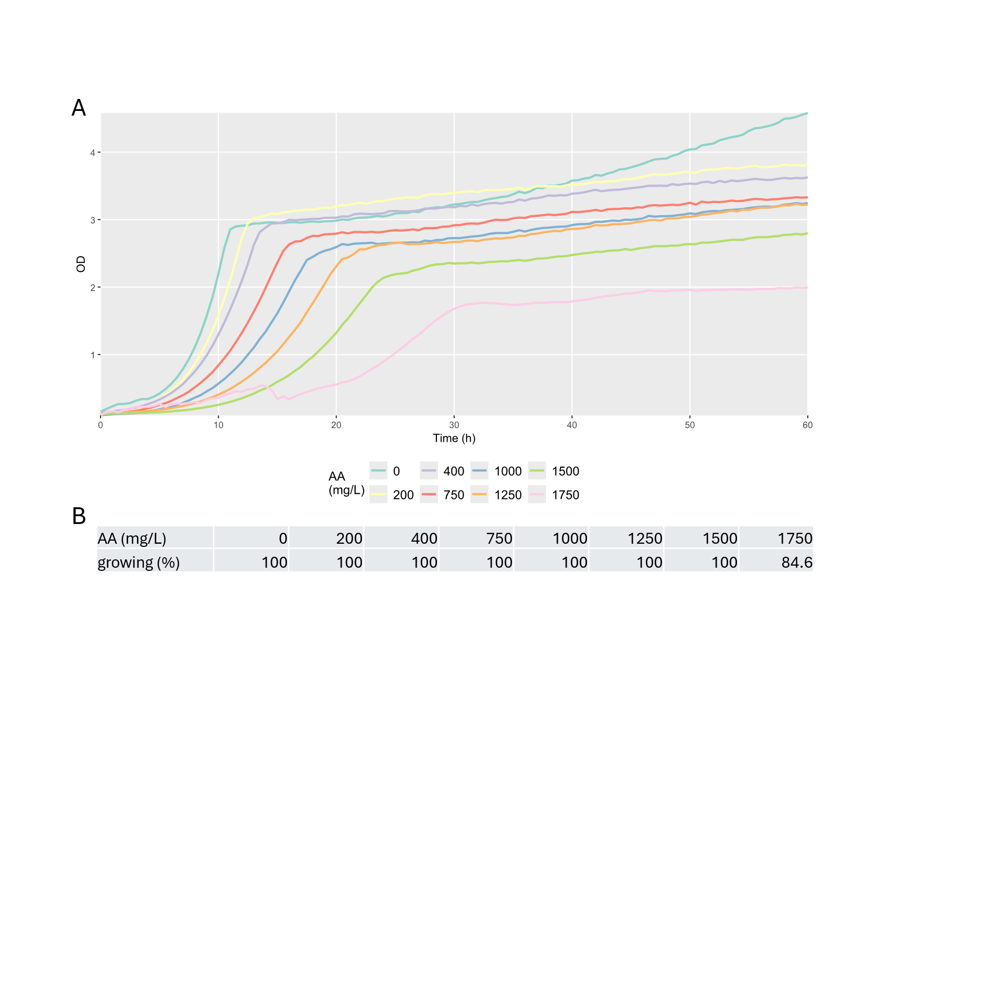 A
4
3
2
1
OD
0 10 20 30 40 50 60
Time (h)
AA
(mg/L)
0 400 1000 1500
200 750 1250 1750
B
AA (mg/L) 0 200 400 750 1000 1250 1500 1750
growing (%) 100 100 100 100 100 100 100 84.6